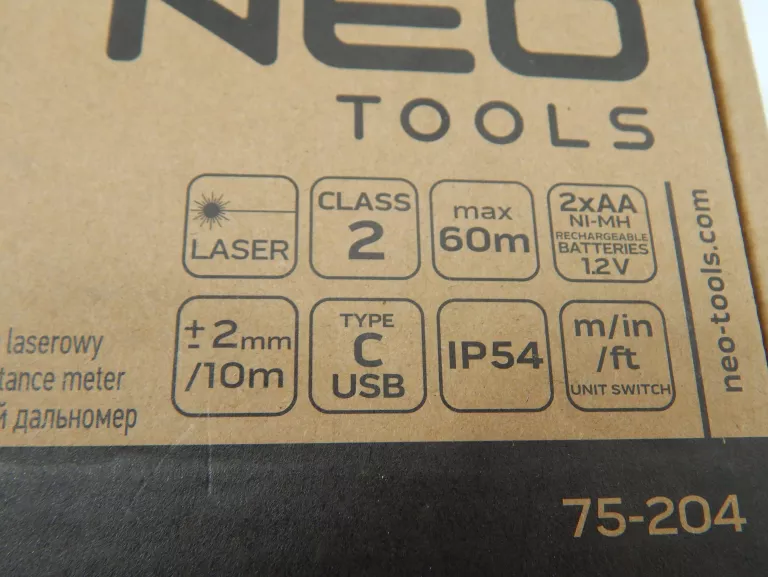 NEO
TOOLS
LASER
CLASS
2
max
60m
2xAA
NI-MH
RECHARGEABLE
BATTERIES
1.2V
±2mm
/10m
TYPE
C
USB
IP54
m/in
/ft
UNIT SWITCH
neo-tools.com
laserowy
meter
дальномер
75-204